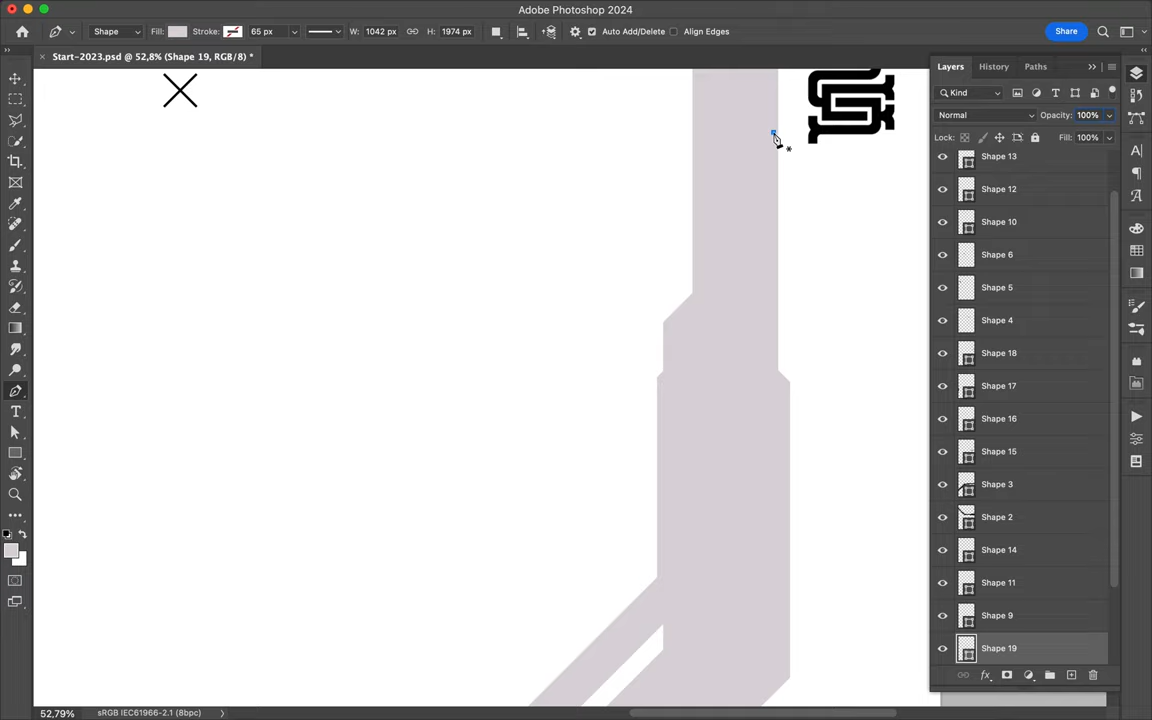 Adobe Photoshop 2024
Shape
Fill:
Stroke:
65 px
W:
1042 px
H:
1974 px
Auto Add/Delete
Align Edges
Share
Start-2023.psd @ 52,8% (Shape 19, RGB/8) *
Layers
History
Paths
Kind
Normal
Opacity:
100%
Lock:
Fill:
100%
Shape 13
Shape 12
Shape 10
Shape 6
Shape 5
Shape 4
Shape 18
Shape 17
Shape 16
Shape 15
Shape 3
Shape 2
Shape 14
Shape 11
Shape 9
Shape 19
52,79%
sRGB IEC61966-2.1 (8bpc)